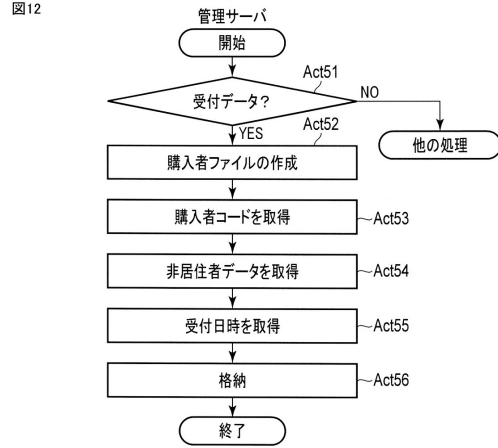 図12
管理サーバ
開始
Act51
受付データ?
NO
YES
Act52
他の処理
購入者ファイルの作成
購入者コードを取得
Act53
非居住者データを取得
Act54
受付日時を取得
Act55
格納
Act56
終了